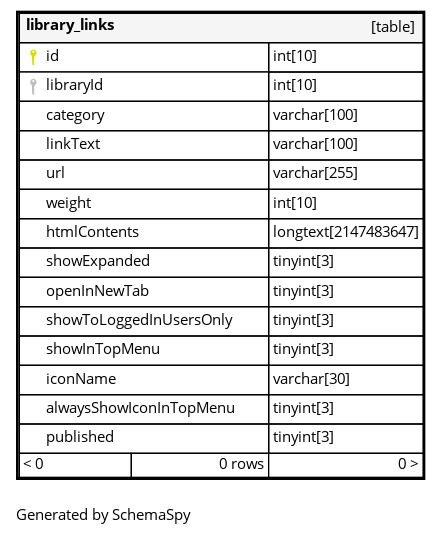 library_links [table]
id int[10]
libraryId int[10]
category varchar[100]
linkText varchar[100]
url varchar[255]
weight int[10]
htmlContents longtext[2147483647]
showExpanded tinyint[3]
openInNewTab tinyint[3]
showToLoggedInUsersOnly tinyint[3]
showInTopMenu tinyint[3]
iconName varchar[30]
alwaysShowIconInTopMenu tinyint[3]
published tinyint[3]
< 0 0 rows 0 >
Generated by SchemaSpy